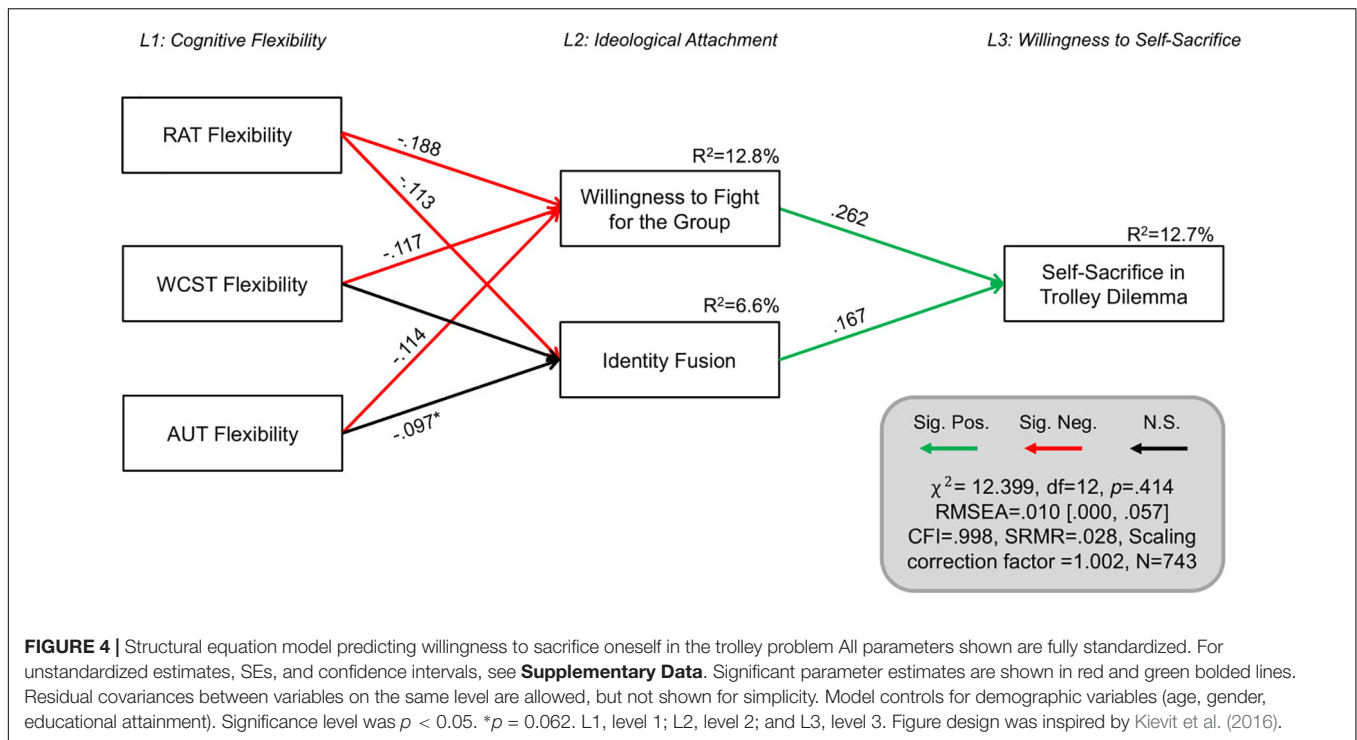 L1: Cognitive Flexibility
L2: Ideological Attachment
L3: Willingness to Self-Sacrifice
RAT Flexibility
WCST Flexibility
AUT Flexibility
-.188
-.113
-.117
-.114
-.097*
R²=12.8%
Willingness to Fight
for the Group
R²=6.6%
Identity Fusion
.262
.167
R²=12.7%
Self-Sacrifice in
Trolley Dilemma
Sig. Pos. Sig. Neg. N.S.
χ²= 12.399, df=12, p=.414
RMSEA=.010 [.000, .057]
CFI=.998, SRMR=.028, Scaling
correction factor =1.002, N=743
FIGURE 4 | Structural equation model predicting willingness to sacrifice oneself in the trolley problem All parameters shown are fully standardized. For
unstandardized estimates, SEs, and confidence intervals, see Supplementary Data. Significant parameter estimates are shown in red and green bolded lines.
Residual covariances between variables on the same level are allowed, but not shown for simplicity. Model controls for demographic variables (age, gender,
educational attainment). Significance level was p < 0.05. *p = 0.062. L1, level 1; L2, level 2; and L3, level 3. Figure design was inspired by Kievit et al. (2016).